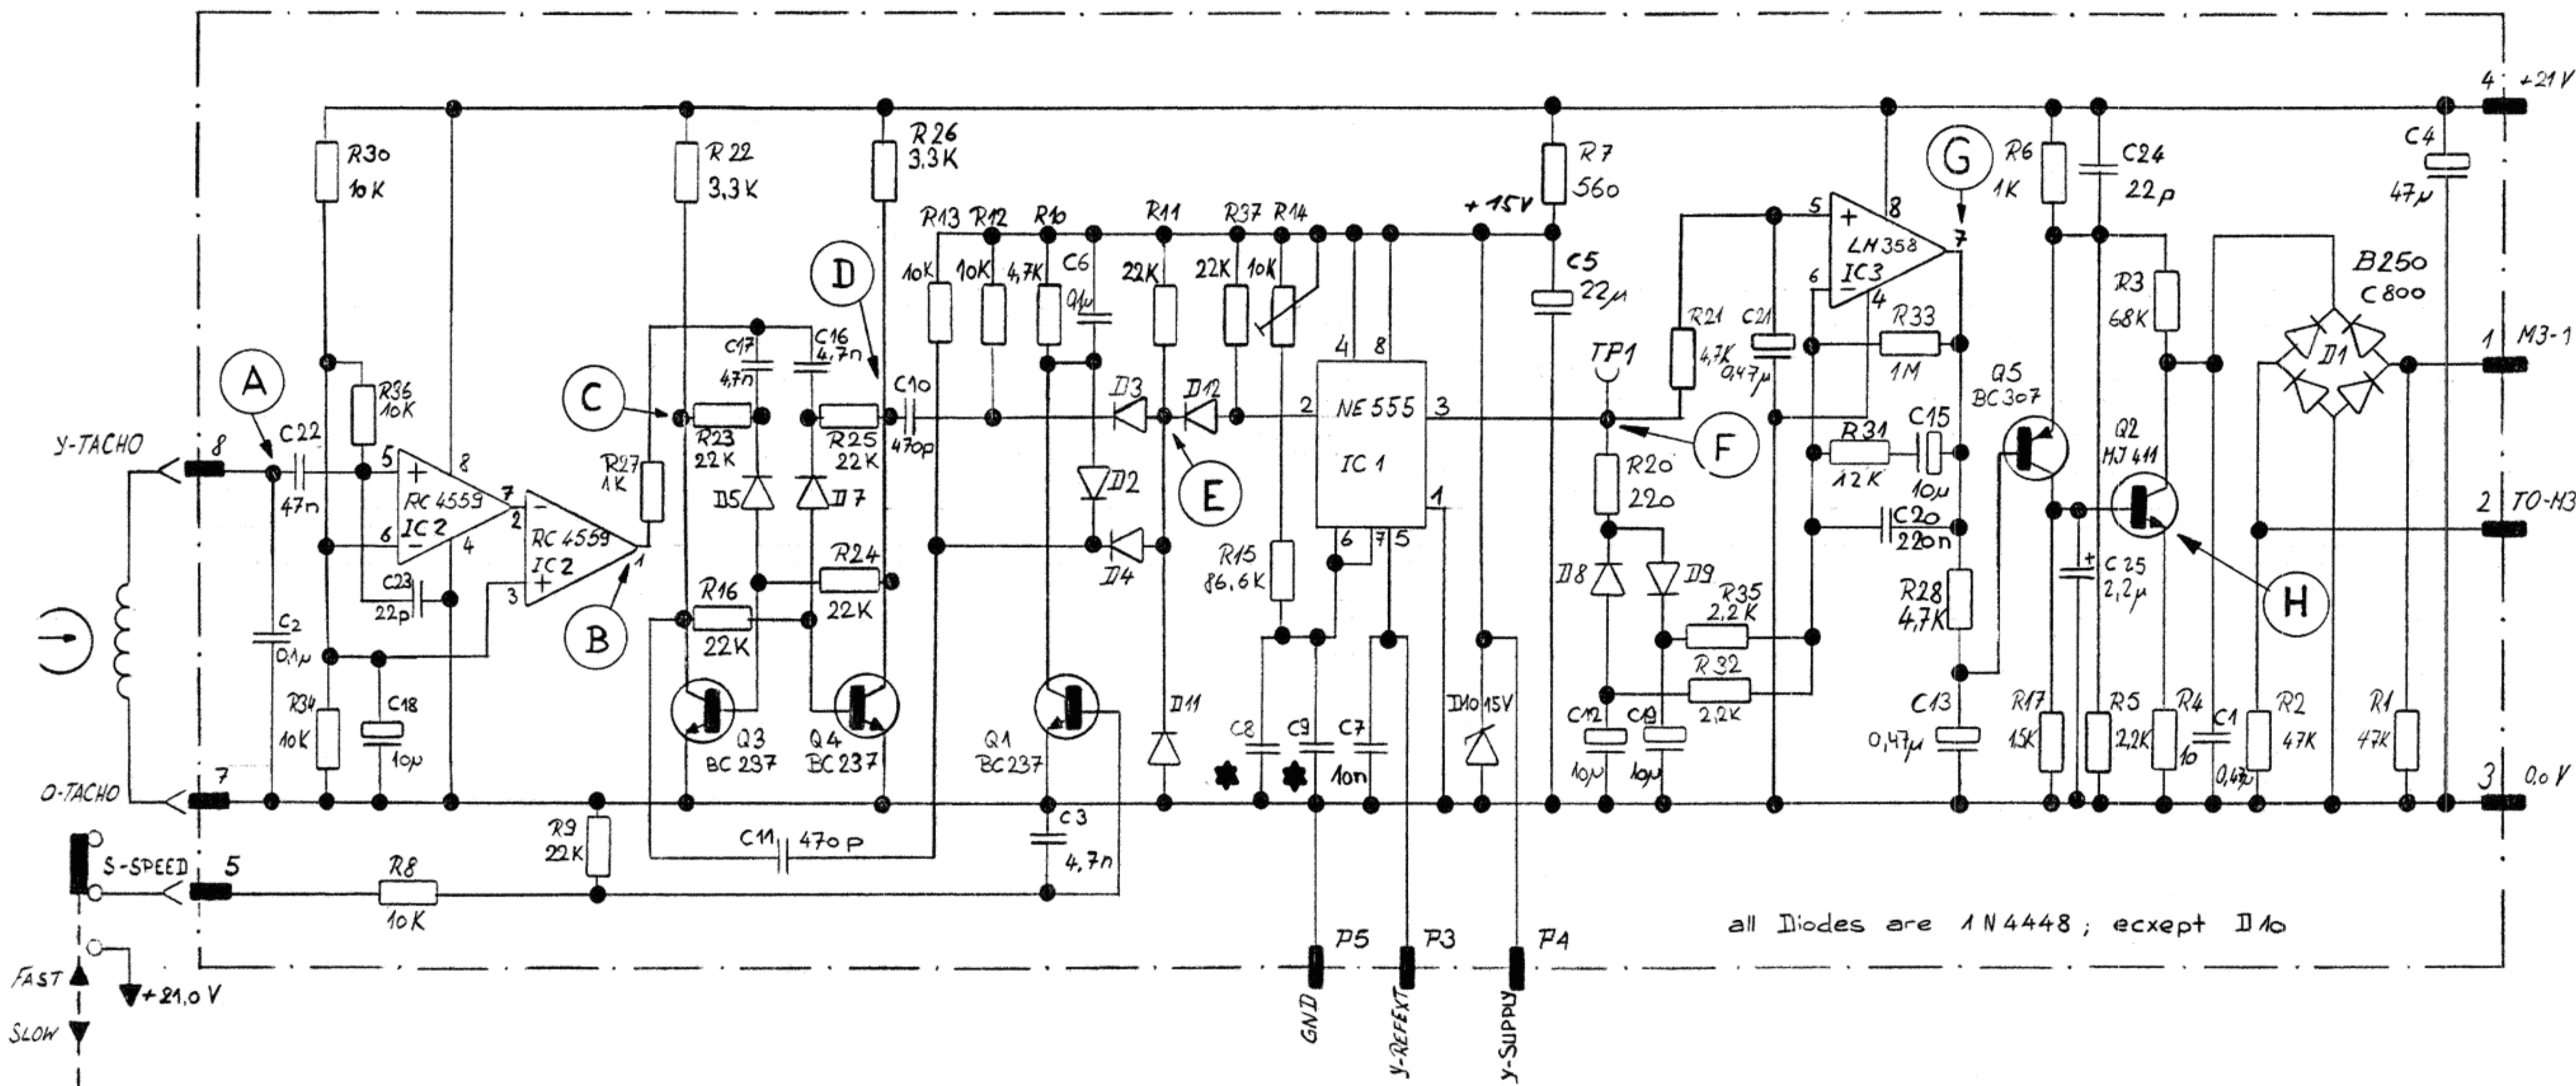 4 +21V
R30
10K
R22
3,3K
R26
3.3K
R7
560
G
R6
1K
C24
22p
C4
47µ
+15V
R13
R12
R10
R11
R37
R14
10K
10K
4,7K
C6
0,1µ
22K
22K
10K
D
C5
22µ
5
+
8
7
LM358
IC3
6
-
4
R3
68K
B250
C800
D1
1
M3-1
A
R36
10K
C
C17
4,7n
C16
4,7n
R21
4,7K
C21
0,47µ
R33
1M
TP1
4
8
Q5
BC307
Y-TACHO
8
C22
47n
5
+
8
R23
22K
R25
22K
C10
470p
D3
D12
2
NE555
3
IC1
F
R31
12K
C15
10µ
Q2
MJ411
2
TO-M3
RC4559
IC2
7
2
-
6
-
4
RC4559
IC2
1
+
3
R27
1K
D5
D7
D2
E
1
R20
220
C20
220n
C23
22p
B
R24
22K
R16
22K
D4
R15
86,6K
6
7
5
D8
D9
R35
2,2K
R32
2,2K
R28
4,7K
+
C25
2,2µ
H
C2
0,1µ
R34
10K
C18
10µ
Q3
BC237
Q4
BC237
Q1
BC237
D11
C8
C9
C7
10n
D10 15V
C12
10µ
C19
10µ
C13
0,47µ
R17
15K
R5
2,2K
R4
10
C1
0,47µ
R2
47K
R1
47K
O-TACHO
7
3
0,0V
R9
22K
C11
470p
C3
4,7n
S-SPEED
5
R8
10K
all Diodes are 1N4448; ecxept D10
P5
P3
P4
FAST
+21,0V
SLOW
GND
Y-REFEXT
Y-SUPPLY